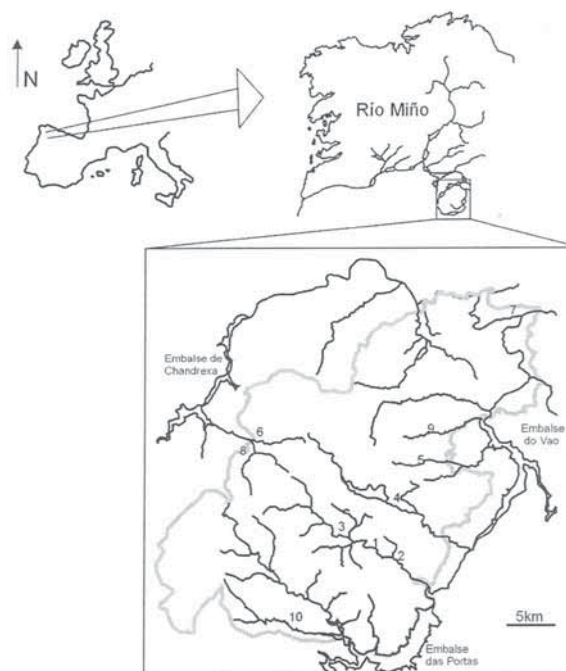 N
Río Miño
Embalse de
Chandrexa
7
6
9
Embalse
do Vao
8
5
4
3
1
2
10
5km
Embalse
das Portas